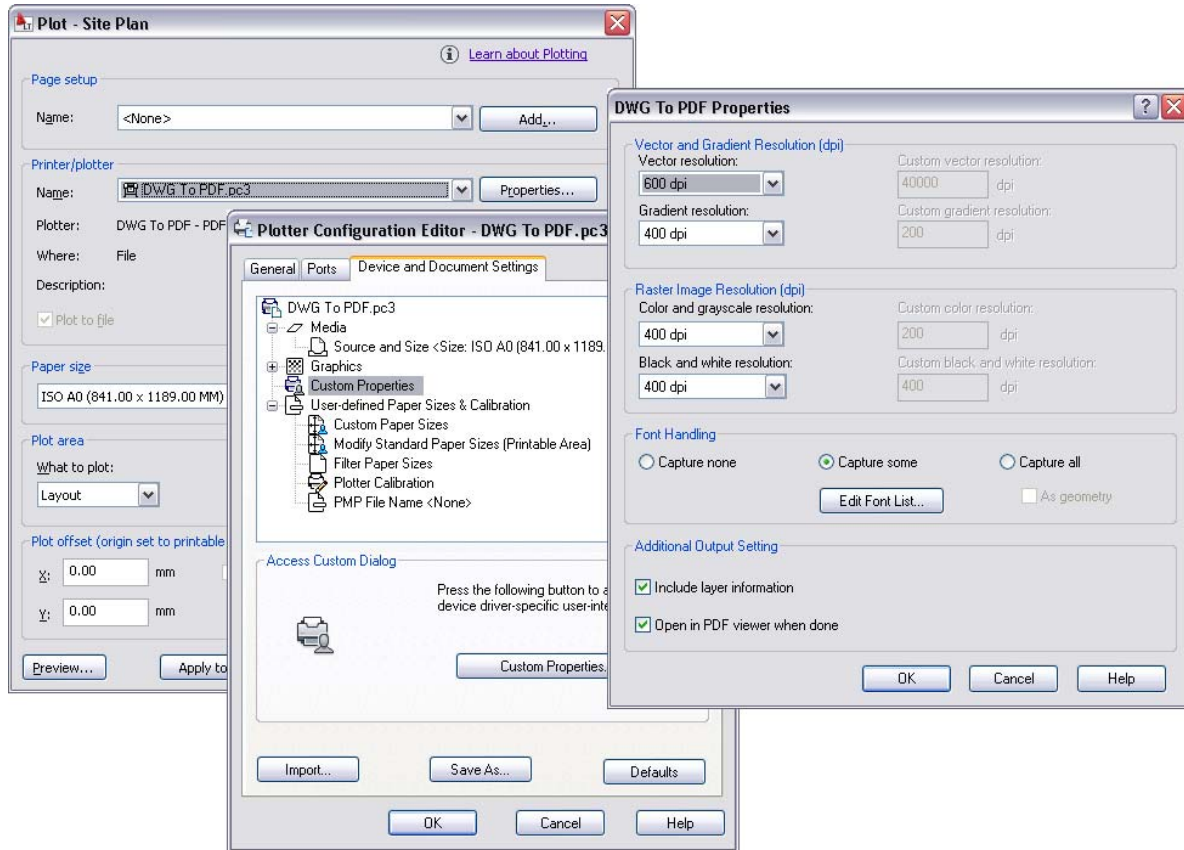 Plot - Site Plan
Learn about Plotting
Page setup
Name:
<None>
Add...
Printer/plotter
Name:
DWG To PDF.pc3
Properties...
Plotter:
DWG To PDF - PDF
Where:
File
Description:
Plot to file
Paper size
ISO A0 (841.00 x 1189.00 MM)
Plot area
What to plot:
Layout
Plot offset (origin set to printable
X:
0.00
mm
Y:
0.00
mm
Preview...
Apply to
Plotter Configuration Editor - DWG To PDF.pc3
General
Ports
Device and Document Settings
DWG To PDF.pc3
Media
Source and Size <Size: ISO A0 (841.00 x 1189.
Graphics
Custom Properties
User-defined Paper Sizes & Calibration
Custom Paper Sizes
Modify Standard Paper Sizes (Printable Area)
Filter Paper Sizes
Plotter Calibration
PMP File Name <None>
Access Custom Dialog
Press the following button to a
device driver-specific user-inte
Custom Properties.
Import...
Save As...
Defaults
OK
Cancel
Help
DWG To PDF Properties
Vector and Gradient Resolution (dpi)
Vector resolution:
Custom vector resolution:
600 dpi
40000
dpi
Gradient resolution:
Custom gradient resolution:
400 dpi
200
dpi
Raster Image Resolution (dpi)
Color and grayscale resolution:
Custom color resolution:
400 dpi
200
dpi
Black and white resolution:
Custom black and white resolution:
400 dpi
400
dpi
Font Handling
Capture none
Capture some
Capture all
Edit Font List...
As geometry
Additional Output Setting
Include layer information
Open in PDF viewer when done
OK
Cancel
Help